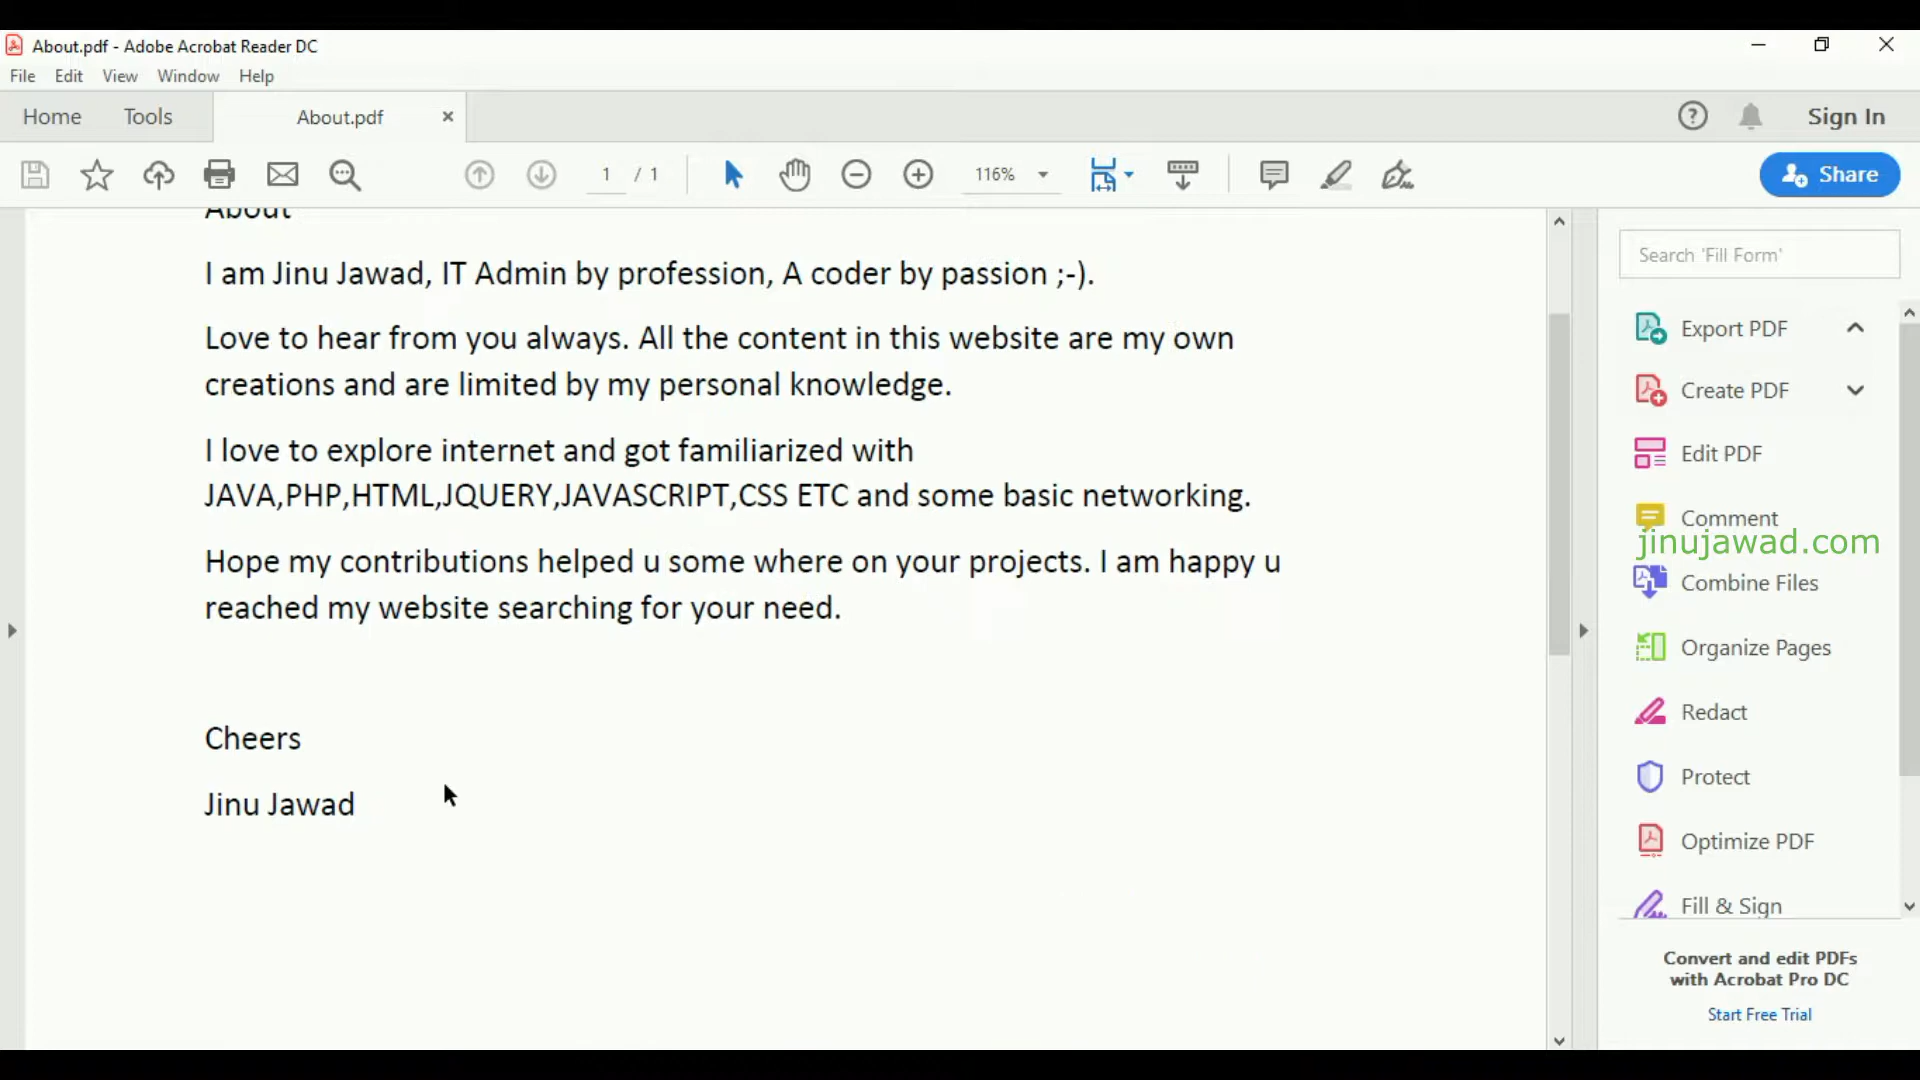 About.pdf - Adobe Acrobat Reader DC
File Edit View Window Help
Home Tools About.pdf Sign In
1 / 1 116% Share
About
I am Jinu Jawad, IT Admin by profession, A coder by passion ;-).
Love to hear from you always. All the content in this website are my own
creations and are limited by my personal knowledge.
I love to explore internet and got familiarized with
JAVA,PHP,HTML,JQUERY,JAVASCRIPT,CSS ETC and some basic networking.
Hope my contributions helped u some where on your projects. I am happy u
reached my website searching for your need.
Cheers
Jinu Jawad
Search 'Fill Form'
Export PDF
Create PDF
Edit PDF
Comment
jinujawad.com
Combine Files
Organize Pages
Redact
Protect
Optimize PDF
Fill & Sign
Convert and edit PDFs
with Acrobat Pro DC
Start Free Trial